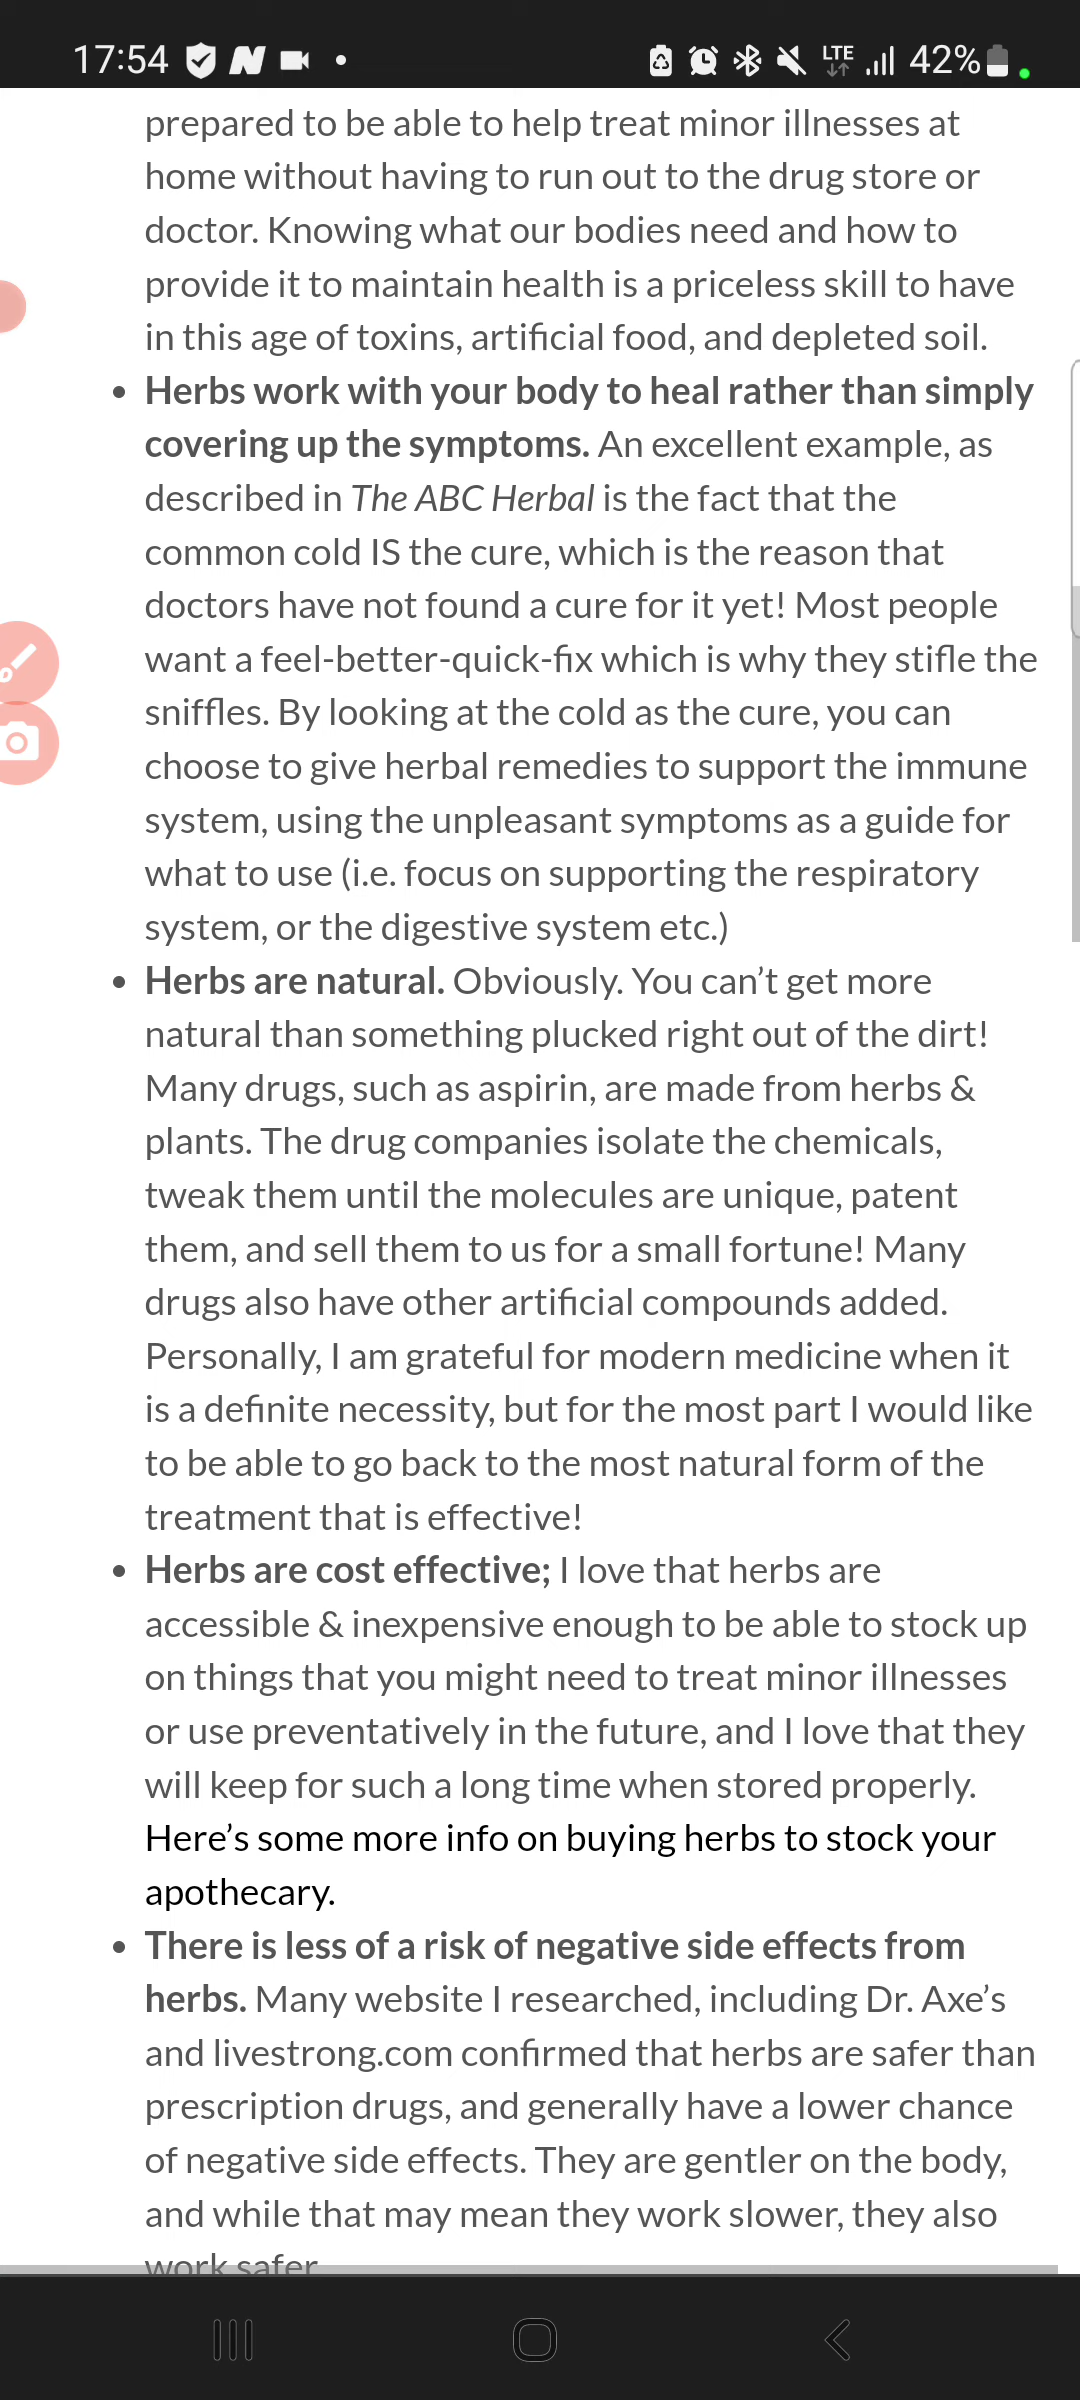 17:54
LTE
42%
prepared to be able to help treat minor illnesses at
home without having to run out to the drug store or
doctor. Knowing what our bodies need and how to
provide it to maintain health is a priceless skill to have
in this age of toxins, artificial food, and depleted soil.
• Herbs work with your body to heal rather than simply
covering up the symptoms. An excellent example, as
described in The ABC Herbal is the fact that the
common cold IS the cure, which is the reason that
doctors have not found a cure for it yet! Most people
want a feel-better-quick-fix which is why they stifle the
sniffles. By looking at the cold as the cure, you can
choose to give herbal remedies to support the immune
system, using the unpleasant symptoms as a guide for
what to use (i.e. focus on supporting the respiratory
system, or the digestive system etc.)
• Herbs are natural. Obviously. You can’t get more
natural than something plucked right out of the dirt!
Many drugs, such as aspirin, are made from herbs &
plants. The drug companies isolate the chemicals,
tweak them until the molecules are unique, patent
them, and sell them to us for a small fortune! Many
drugs also have other artificial compounds added.
Personally, I am grateful for modern medicine when it
is a definite necessity, but for the most part I would like
to be able to go back to the most natural form of the
treatment that is effective!
• Herbs are cost effective; I love that herbs are
accessible & inexpensive enough to be able to stock up
on things that you might need to treat minor illnesses
or use preventatively in the future, and I love that they
will keep for such a long time when stored properly.
Here’s some more info on buying herbs to stock your
apothecary.
• There is less of a risk of negative side effects from
herbs. Many website I researched, including Dr. Axe’s
and livestrong.com confirmed that herbs are safer than
prescription drugs, and generally have a lower chance
of negative side effects. They are gentler on the body,
and while that may mean they work slower, they also
work safer